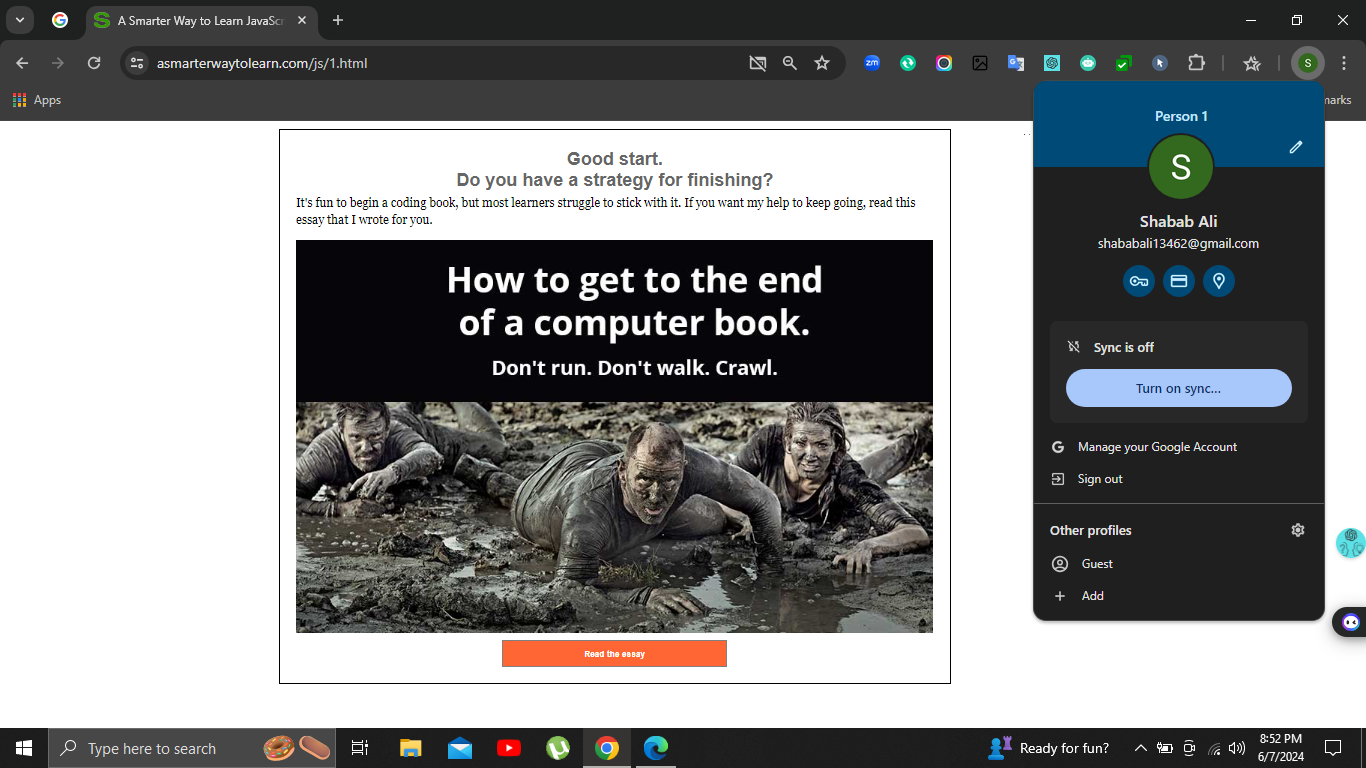 A Smarter Way to Learn JavaScr
asmarterwaytolearn.com/js/1.html
zm
S
Apps
marks
Good start.
Do you have a strategy for finishing?
It's fun to begin a coding book, but most learners struggle to stick with it. If you want my help to keep going, read this
essay that I wrote for you.
How to get to the end
of a computer book.
Don't run. Don't walk. Crawl.
Read the essay
Person 1
S
Shabab Ali
shababali13462@gmail.com
Sync is off
Turn on sync...
G Manage your Google Account
Sign out
Other profiles
Guest
Add
Type here to search
Ready for fun?
8:52 PM
6/7/2024